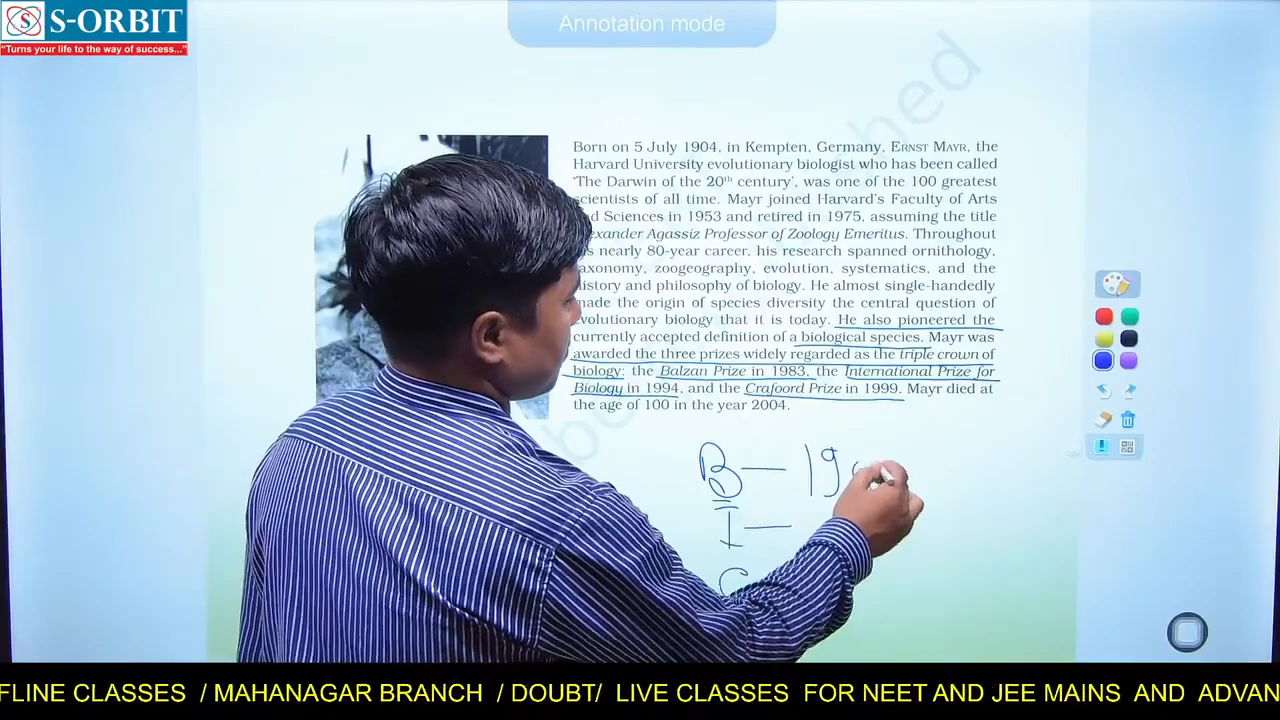 S-ORBIT
"Turns your life to the way of success..."
Annotation mode
Born on 5 July 1904, in Kempten, Germany, ERNST MAYR, the
Harvard University evolutionary biologist who has been called
'The Darwin of the 20th century', was one of the 100 greatest
scientists of all time. Mayr joined Harvard's Faculty of Arts
Sciences in 1953 and retired in 1975, assuming the title
Agassiz Professor of Zoology Emeritus. Throughout
nearly 80-year career, his research spanned ornithology,
taxonomy, zoogeography, evolution, systematics, and the
history and philosophy of biology. He almost single-handedly
made the origin of species diversity the central question of
evolutionary biology that it is today. He also pioneered the
currently accepted definition of a biological species. Mayr was
awarded the three prizes widely regarded as the triple crown of
biology: the Balzan Prize in 1983, the International Prize for
Biology in 1994, and the Crafoord Prize in 1999. Mayr died at
the age of 100 in the year 2004.
B — 19
I —
C
FLINE CLASSES / MAHANAGAR BRANCH / DOUBT/ LIVE CLASSES FOR NEET AND JEE MAINS AND ADVAN